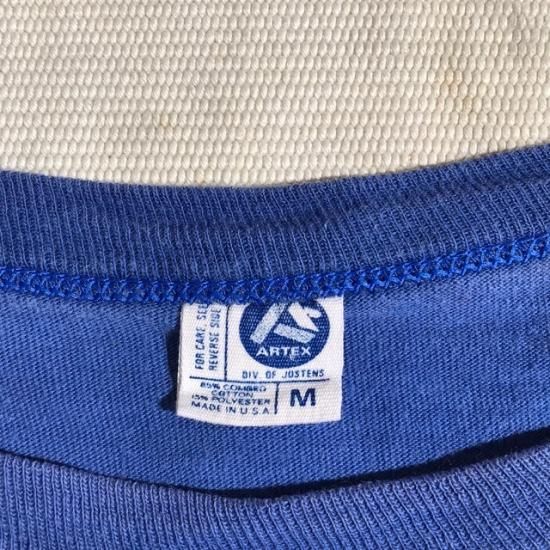 FOR CARE, SEE
REVERSE SIDE
ARTEX
DIV. OF JOSTENS
85% COMBED
COTTON
15% POLYESTER
MADE IN U.S.A.
M